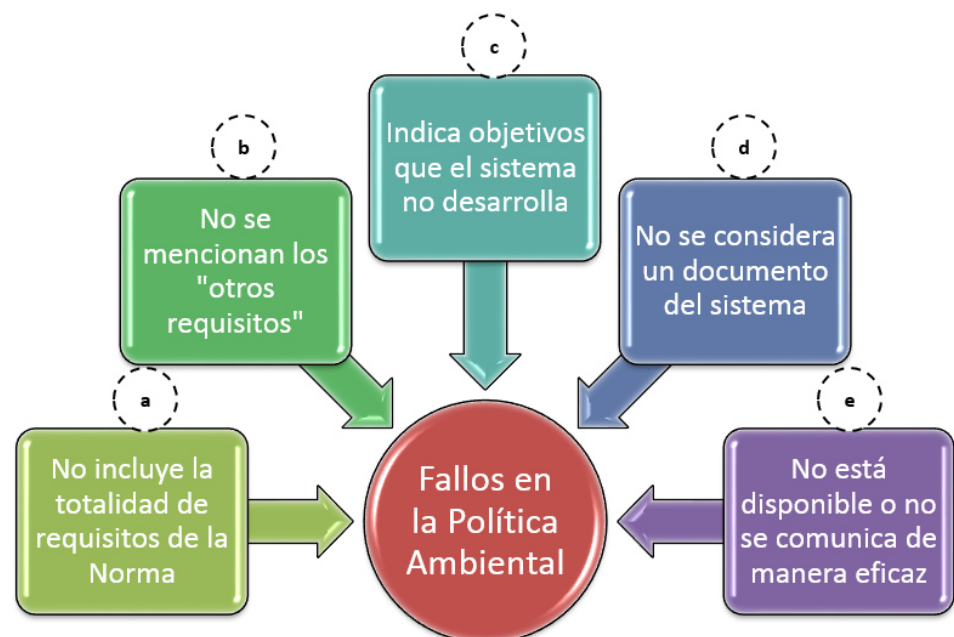 a
No incluye la
totalidad de
requisitos de la
Norma
b
No se
mencionan los
"otros
requisitos"
c
Indica objetivos
que el sistema
no desarrolla
d
No se considera
un documento
del sistema
e
No está
disponible o no
se comunica de
manera eficaz
Fallos en
la Política
Ambiental